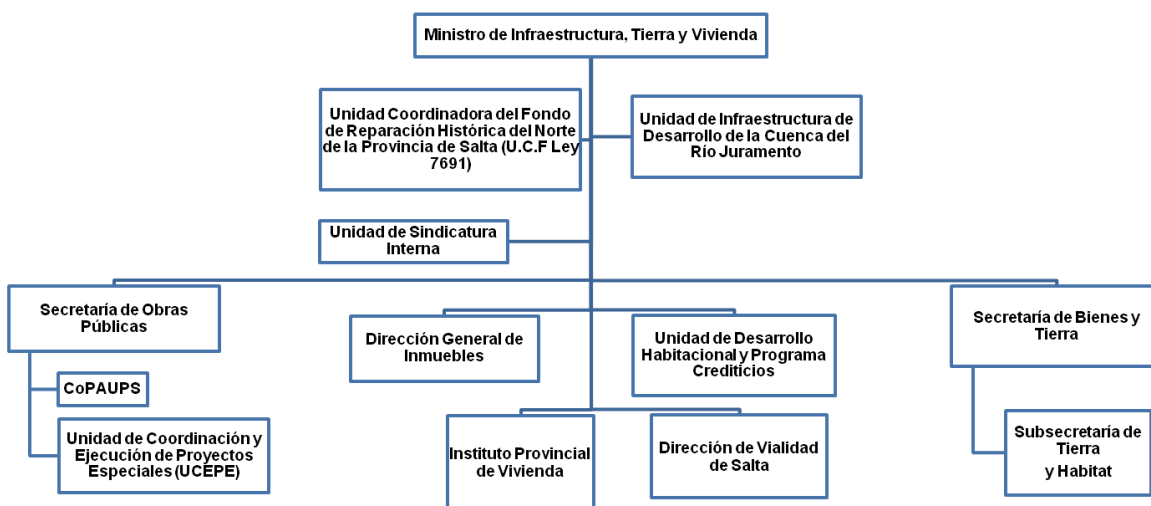 Ministro de Infraestructura, Tierra y Vivienda
Unidad Coordinadora del Fondo
de Reparación Histórica del Norte
de la Provincia de Salta (U.C.F Ley
7691)
Unidad de Infraestructura de
Desarrollo de la Cuenca del
Río Juramento
Unidad de Sindicatura
Interna
Secretaría de Obras
Públicas
CoPAUPS
Unidad de Coordinación y
Ejecución de Proyectos
Especiales (UCEPE)
Dirección General de
Inmuebles
Unidad de Desarrollo
Habitacional y Programa
Crediticios
Instituto Provincial
de Vivienda
Dirección de Vialidad
de Salta
Secretaría de Bienes y
Tierra
Subsecretaría de
Tierra
y Habitat